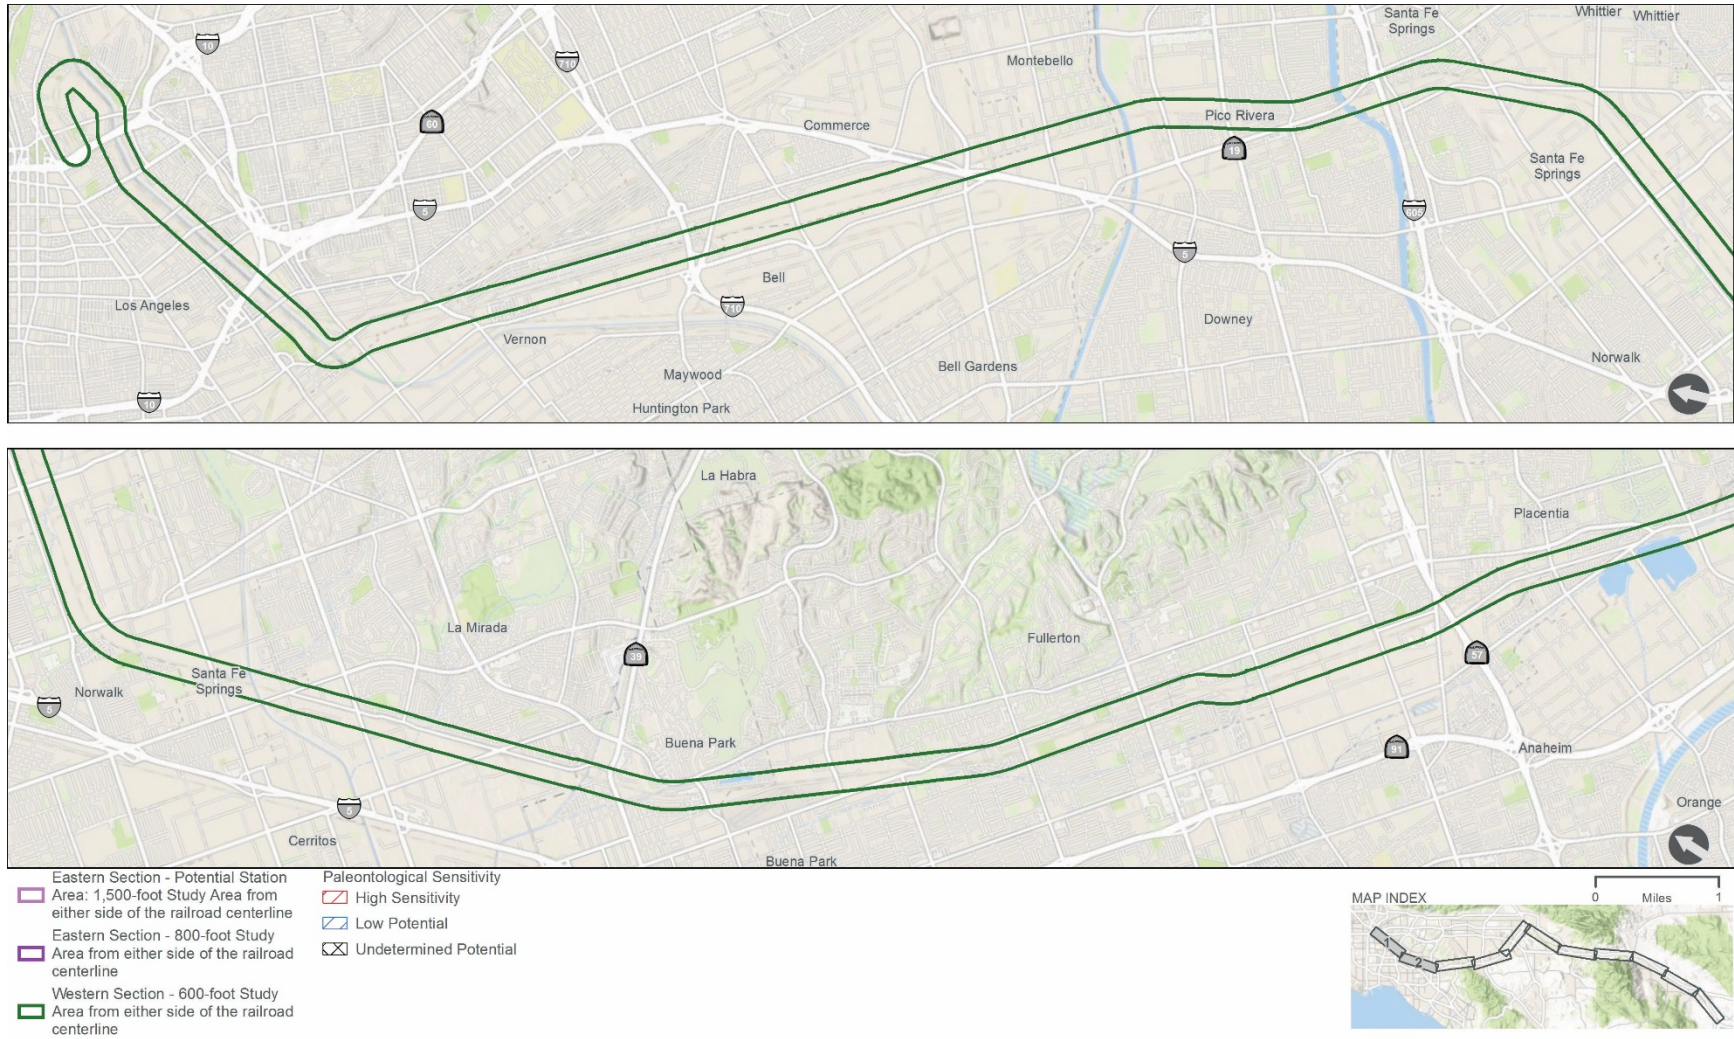 10
710
Santa Fe
Springs
Whittier
Whittier
Montebello
60
Commerce
Pico Rivera
19
Santa Fe
Springs
5
605
5
Los Angeles
Bell
710
Vernon
Downey
Norwalk
Bell Gardens
Maywood
10
Huntington Park
La Habra
Placentia
La Mirada
39
Fullerton
57
Santa Fe
Springs
Norwalk
5
Buena Park
91
Anaheim
5
Cerritos
Orange
Buena Park
Eastern Section - Potential Station
Area: 1,500-foot Study Area from
either side of the railroad centerline
Eastern Section - 800-foot Study
Area from either side of the railroad
centerline
Western Section - 600-foot Study
Area from either side of the railroad
centerline
Paleontological Sensitivity
High Sensitivity
Low Potential
Undetermined Potential
0 Miles 1
MAP INDEX
1
2